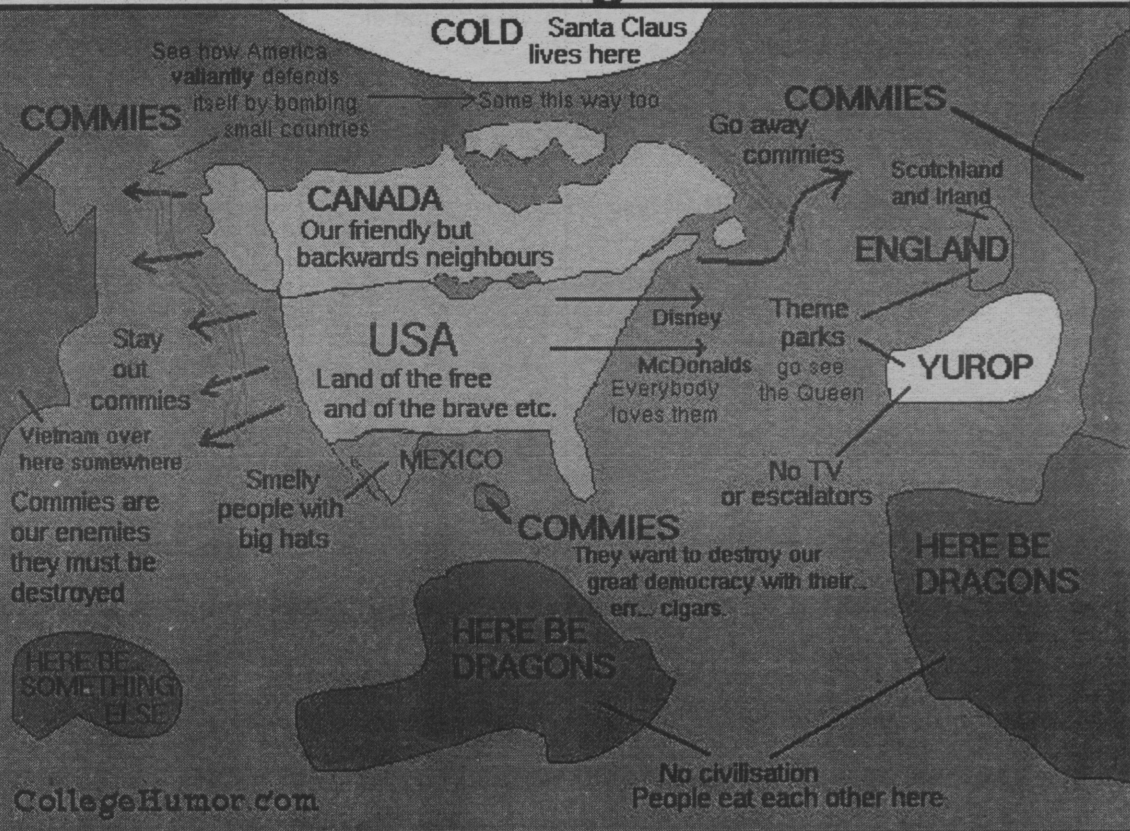 COLD Santa Claus
lives here
See how America
valiantly defends
itself by bombing
small countries
Some this way too
COMMIES
COMMIES
Go away
commies
Scotchland
and Irland
CANADA
Our friendly but
backwards neighbours
ENGLAND
USA
Land of the free
and of the brave etc.
Disney
McDonalds
Everybody
loves them
Theme
parks
go see
the Queen
YUROP
Stay
out
commies
Vietnam over
here somewhere
MEXICO
Smelly
people with
big hats
No TV
or escalators
Commies are
our enemies
they must be
destroyed
COMMIES
They want to destroy our
great democracy with their...
err... cigars.
HERE BE
DRAGONS
HERE BE
DRAGONS
HERE BE
SOMETHING
ELSE
No civilisation
People eat each other here
CollegeHumor.com